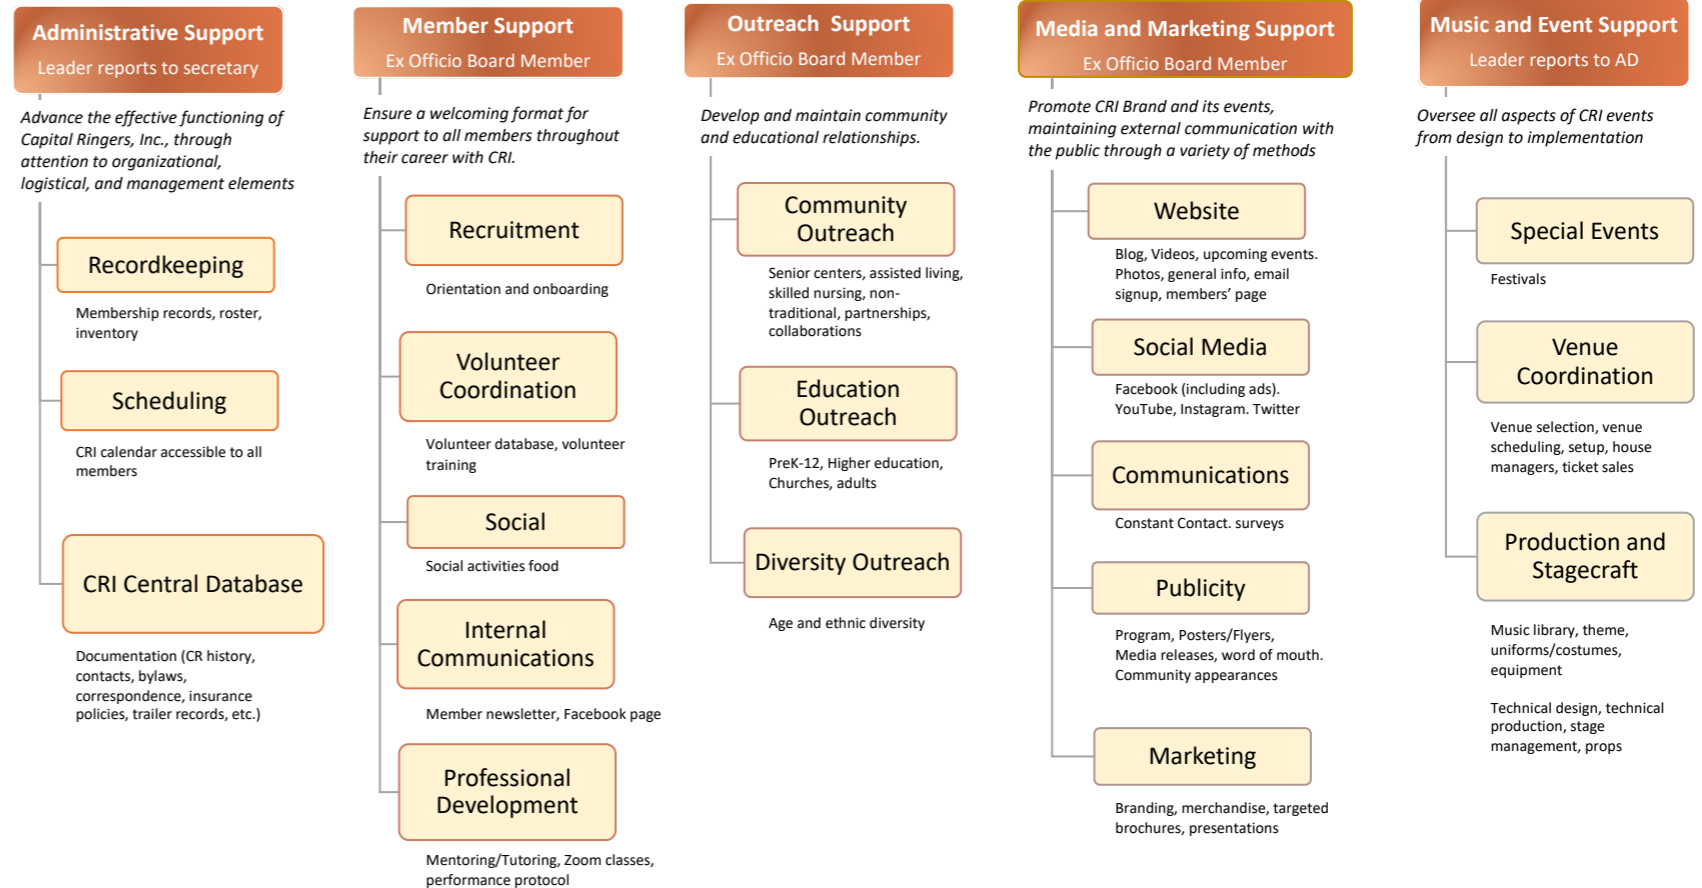 Administrative Support
Leader reports to secretary
Advance the effective functioning of
Capital Ringers, Inc., through
attention to organizational,
logistical, and management elements
Recordkeeping
Membership records, roster,
inventory
Scheduling
CRI calendar accessible to all
members
CRI Central Database
Documentation (CR history,
contacts, bylaws,
correspondence, insurance
policies, trailer records, etc.)
Member Support
Ex Officio Board Member
Ensure a welcoming format for
support to all members throughout
their career with CRI.
Recruitment
Orientation and onboarding
Volunteer
Coordination
Volunteer database, volunteer
training
Social
Social activities food
Internal
Communications
Member newsletter, Facebook page
Professional
Development
Mentoring/Tutoring, Zoom classes,
performance protocol
Outreach  Support
Ex Officio Board Member
Develop and maintain community
and educational relationships.
Community
Outreach
Senior centers, assisted living,
skilled nursing, non-
traditional, partnerships,
collaborations
Education
Outreach
PreK-12, Higher education,
Churches, adults
Diversity Outreach
Age and ethnic diversity
Media and Marketing Support
Ex Officio Board Member
Promote CRI Brand and its events,
maintaining external communication with
the public through a variety of methods
Website
Blog, Videos, upcoming events.
Photos, general info, email
signup, members’ page
Social Media
Facebook (including ads).
YouTube, Instagram. Twitter
Communications
Constant Contact. surveys
Publicity
Program, Posters/Flyers,
Media releases, word of mouth.
Community appearances
Marketing
Branding, merchandise, targeted
brochures, presentations
Music and Event Support
Leader reports to AD
Oversee all aspects of CRI events
from design to implementation
Special Events
Festivals
Venue
Coordination
Venue selection, venue
scheduling, setup, house
managers, ticket sales
Production and
Stagecraft
Music library, theme,
uniforms/costumes,
equipment
Technical design, technical
production, stage
management, props